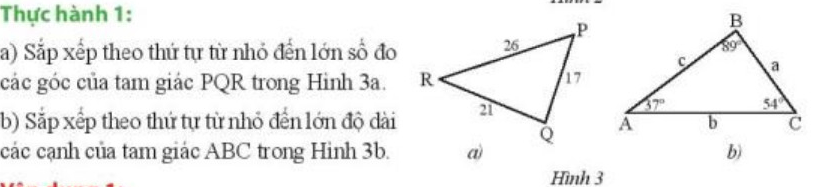 Thực hành 1:
a) Sắp xếp theo thứ tự từ nhỏ đến lớn số đo
các góc của tam giác PQR trong Hình 3a.
b) Sắp xếp theo thứ tự từ nhỏ đến lớn độ dài
các cạnh của tam giác ABC trong Hình 3b.
P
26
R
17
21
Q
a)
B
89°
c
a
37°
54°
A
b
C
b)
Hình 3